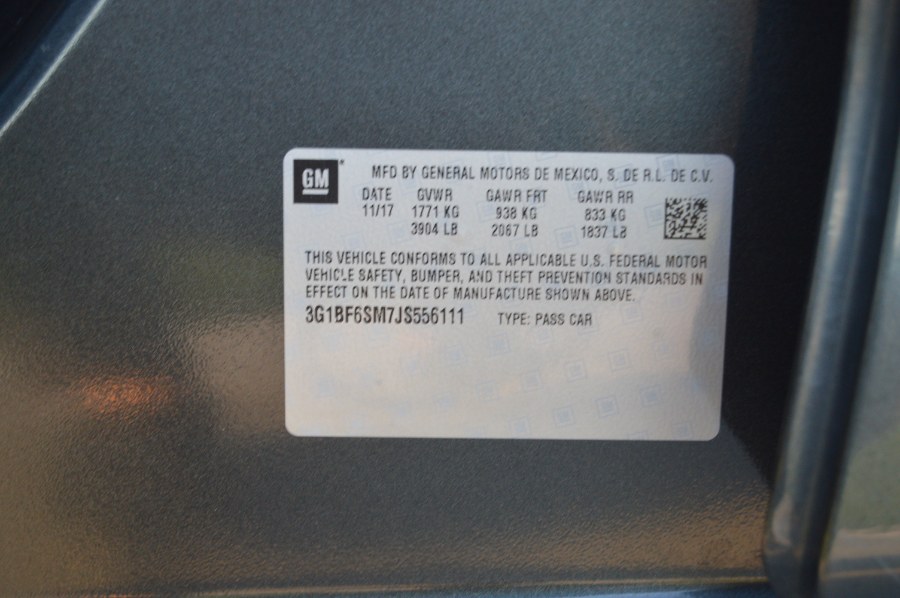 GM
MFD BY GENERAL MOTORS DE MEXICO, S. DE R.L. DE C.V.
DATE GVWR GAWR FRT GAWR RR
11/17 1771 KG 938 KG 833 KG
3904 LB 2067 LB 1837 LB
THIS VEHICLE CONFORMS TO ALL APPLICABLE U.S. FEDERAL MOTOR
VEHICLE SAFETY, BUMPER, AND THEFT PREVENTION STANDARDS IN
EFFECT ON THE DATE OF MANUFACTURE SHOWN ABOVE.
3G1BF6SM7JS556111 TYPE: PASS CAR